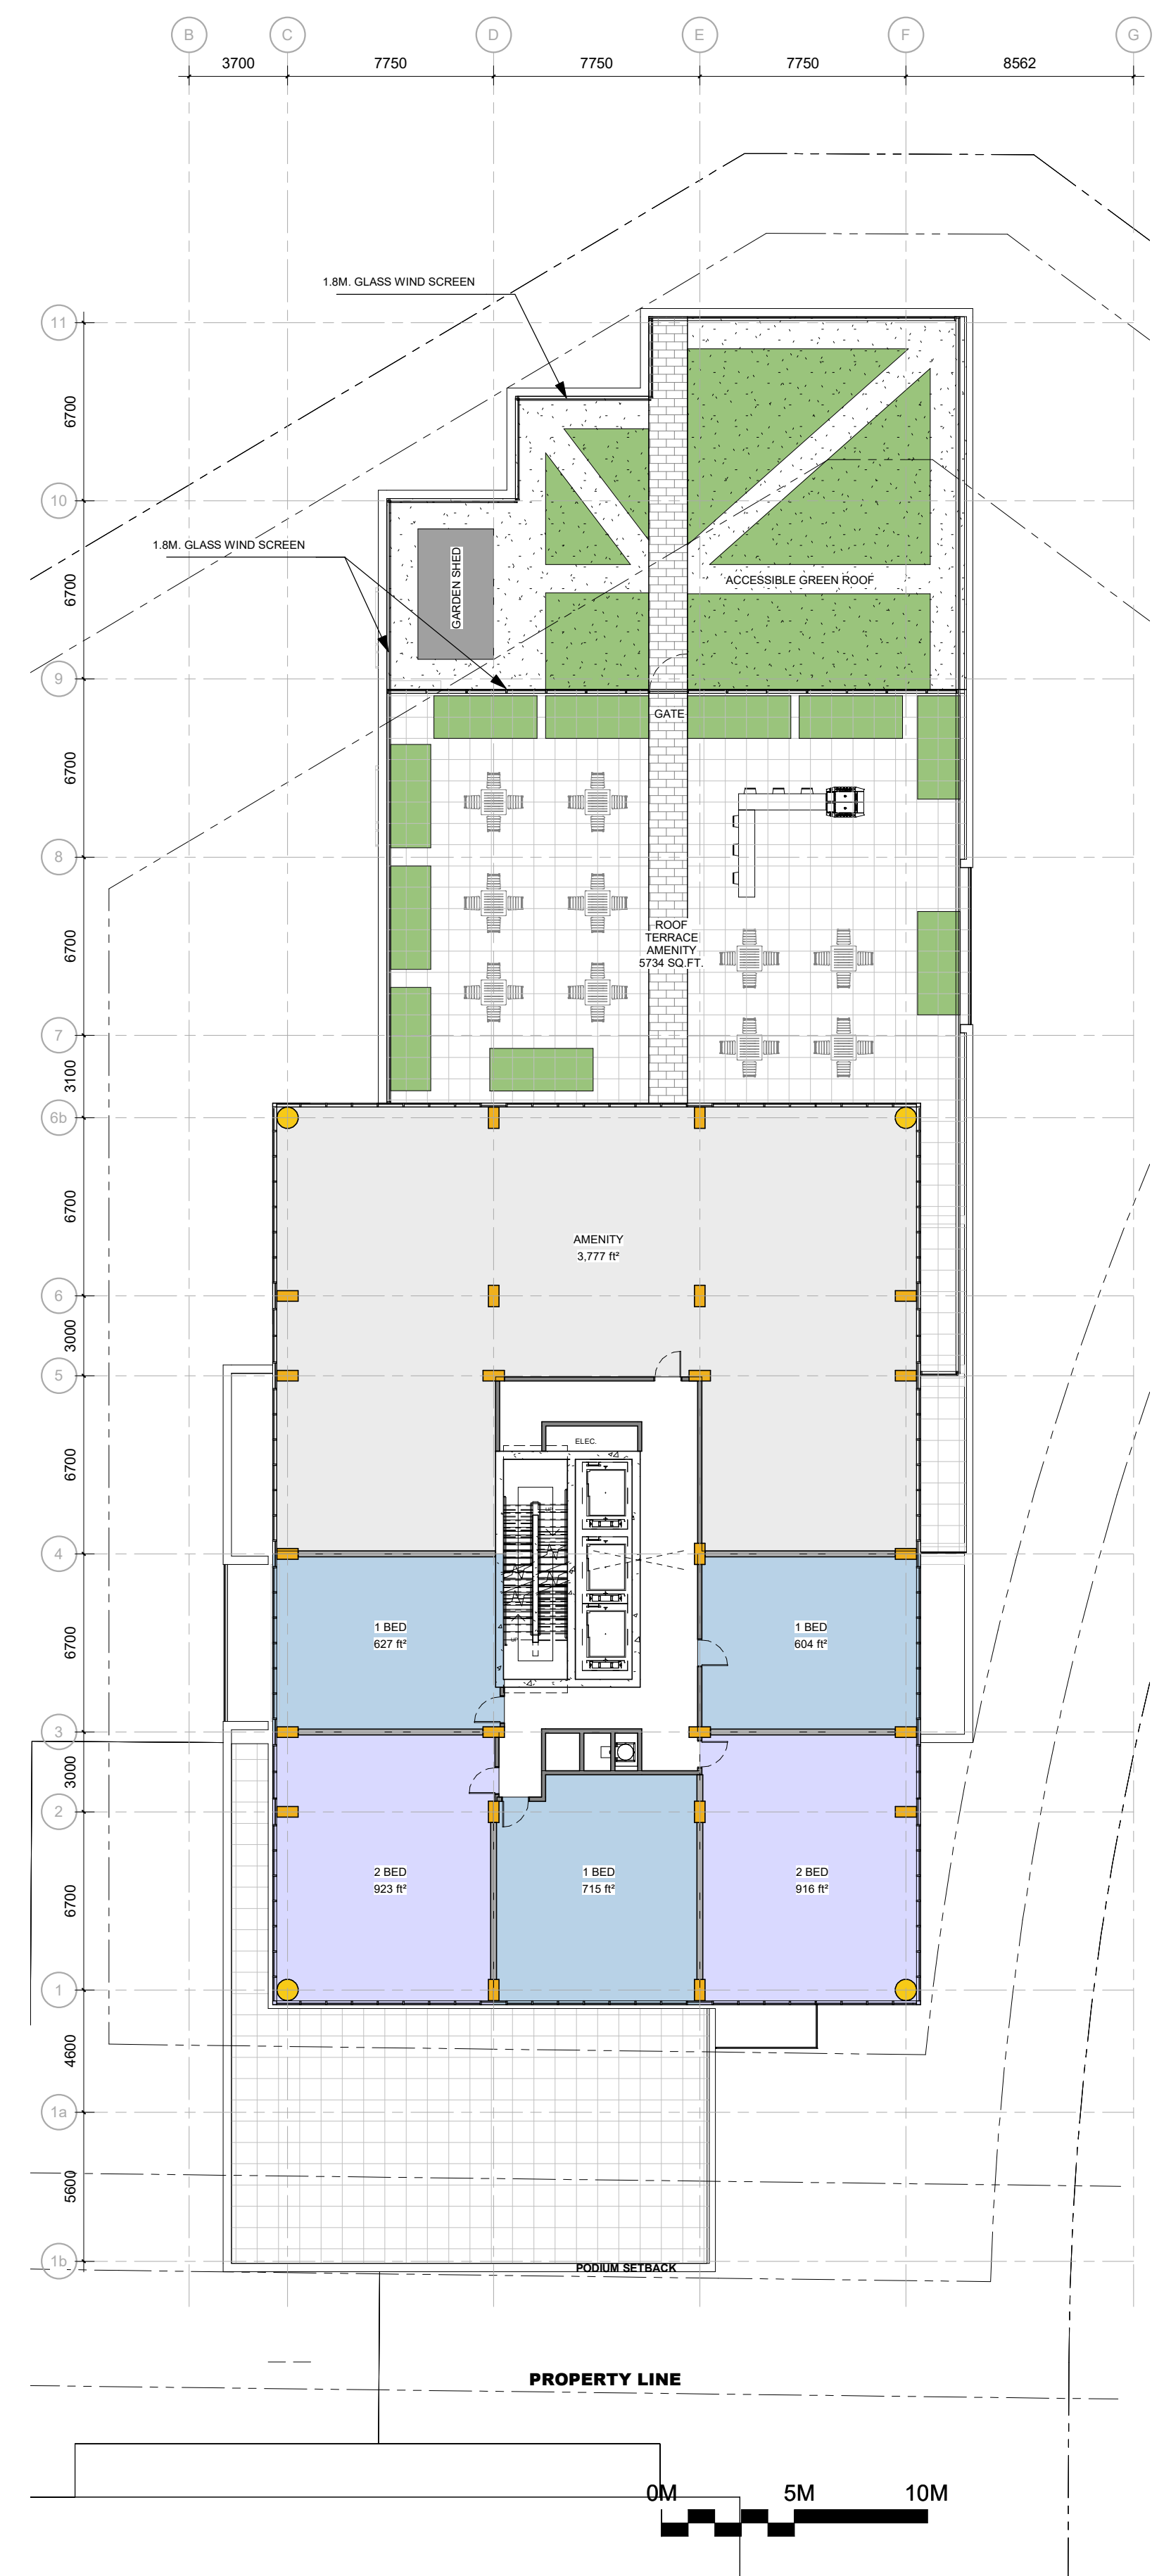 B
C
D
E
F
G
3700
7750
7750
7750
8562
1.8M. GLASS WIND SCREEN
11
6700
10
1.8M. GLASS WIND SCREEN
GARDEN SHED
ACCESSIBLE GREEN ROOF
6700
9
GATE
6700
8
ROOF
TERRACE
AMENITY
5734 SQ.FT.
6700
7
3100
6b
6700
AMENITY
3,777 ft²
6
3000
5
ELEC.
6700
4
1 BED
627 ft²
1 BED
604 ft²
6700
3
3000
2
2 BED
923 ft²
1 BED
715 ft²
2 BED
916 ft²
6700
1
4600
1a
5600
1b
PODIUM SETBACK
PROPERTY LINE
0M
5M
10M